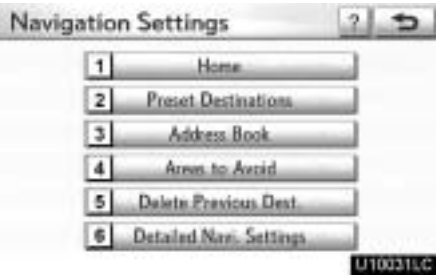 Navigation Settings ?
1 Home
2 Preset Destinations
3 Address Book
4 Areas to Avoid
5 Delete Previous Dest.
6 Detailed Navi. Settings
U10031LC